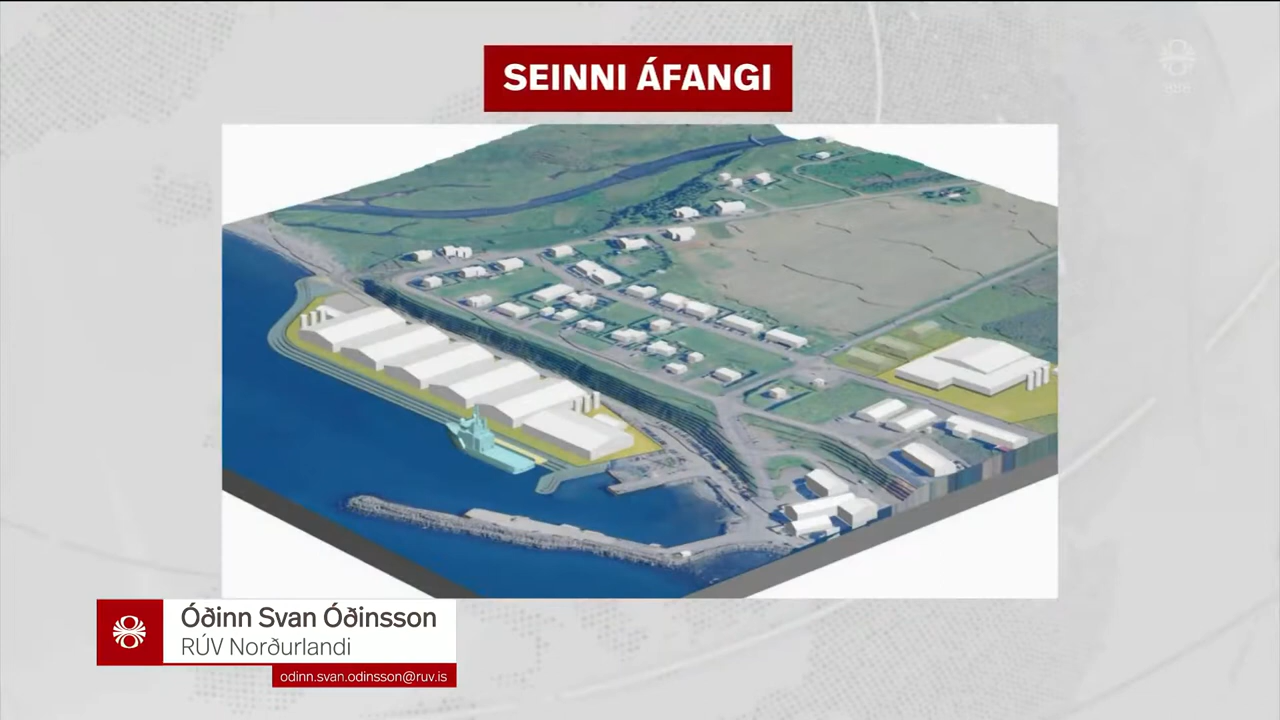 SEINNI ÁFANGI
Óðinn Svan Óðinsson
RÚV Norðurlandi
odinn.svan.odinsson@ruv.is